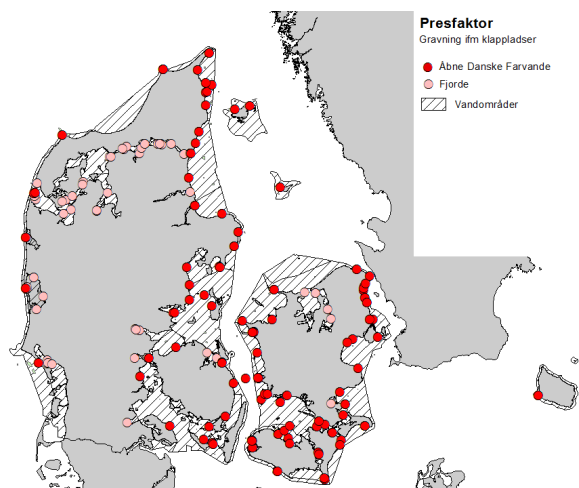 Presfaktor
Gravning ifm klappladser
Åbne Danske Farvande
Fjorde
Vandområder